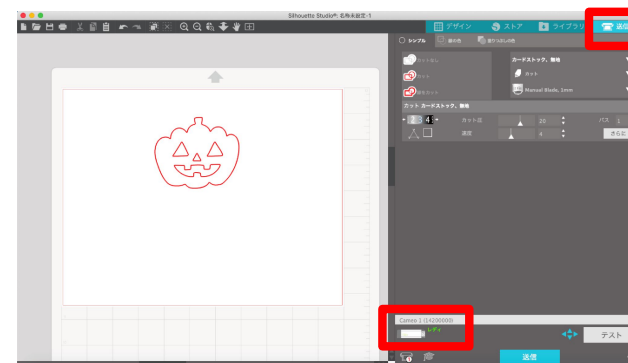 Silhouette Studio®: 名称未設定-1
デザイン
ストア
ライブラリ
送信
シンプル
線の色
塗りつぶしの色
カットなし
カット
カードストック、無地
カット
Manual Blade, 1mm
カット カードストック、無地
4
カット圧
20
パス 1
速度
4
さらに
Cameo 1 (14230000)
レディ
テスト
送信